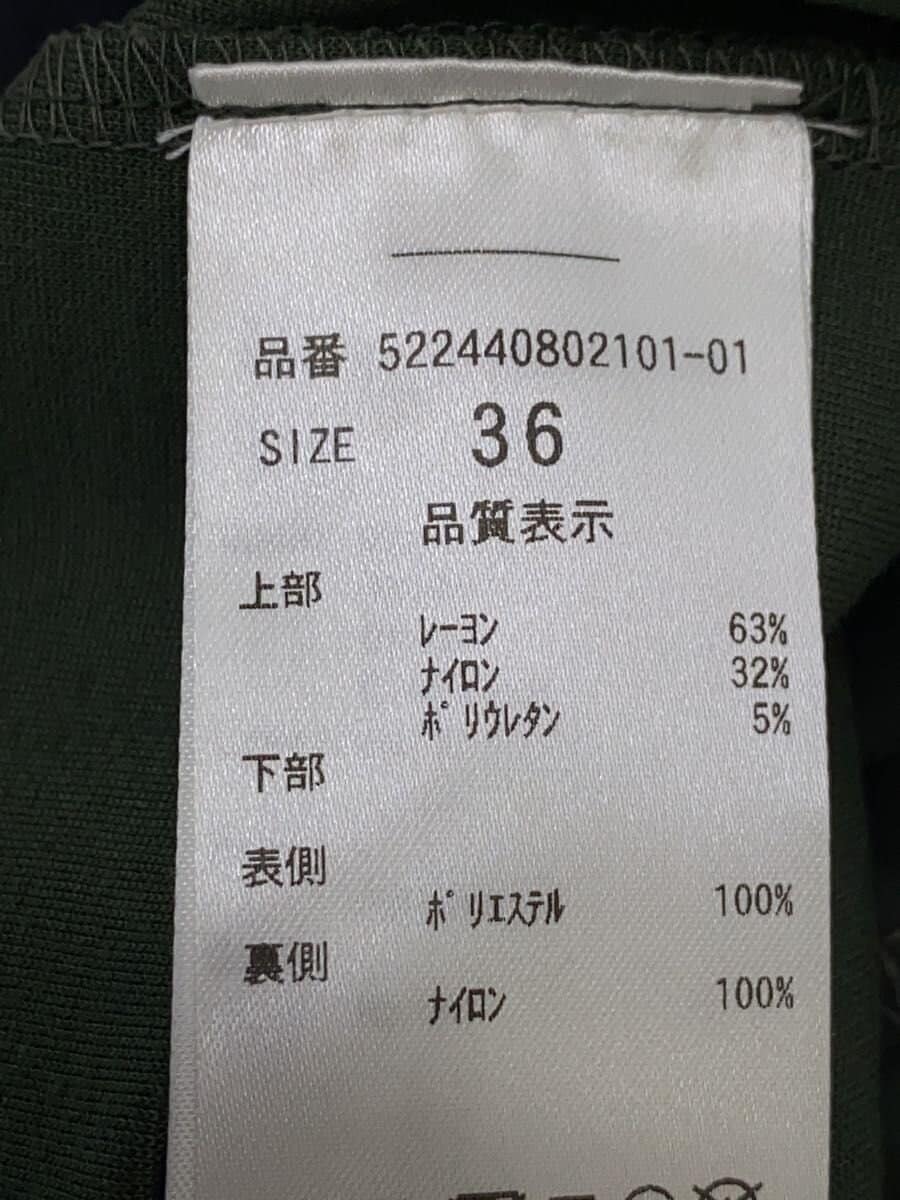 品番 522440802101-01
SIZE 36
品質表示
上部
レーヨン 63%
ナイロン 32%
ポリウレタン 5%
下部
表側
ポリエステル 100%
裏側
ナイロン 100%